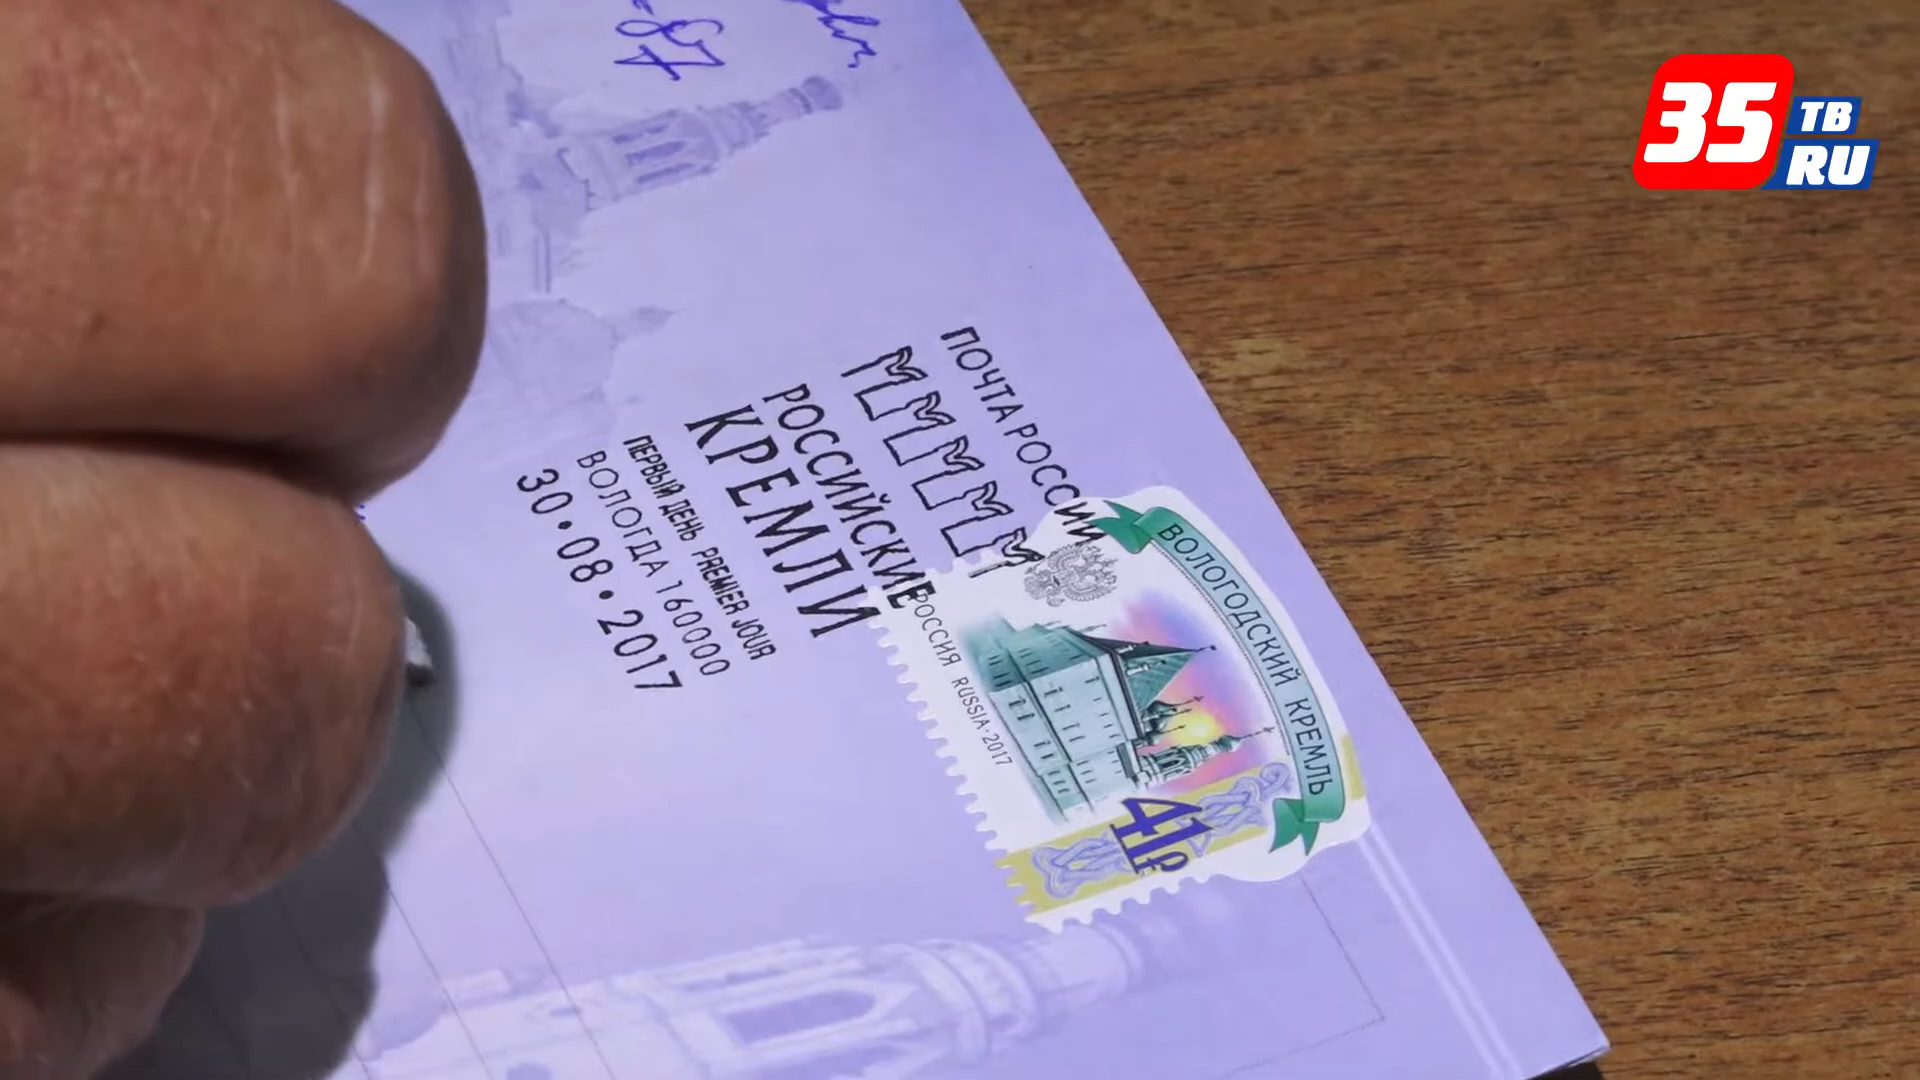 35
ТВ
RU
ПОЧТА РОССИИ
РОССИЙСКИЕ
КРЕМЛИ
ПЕРВЫЙ ДЕНЬ PREMIER JOUR
ВОЛОГДА 160000
30•08•2017
ВОЛОГОДСКИЙ КРЕМЛЬ
РОССИЯ RUSSIA•2017
41₽